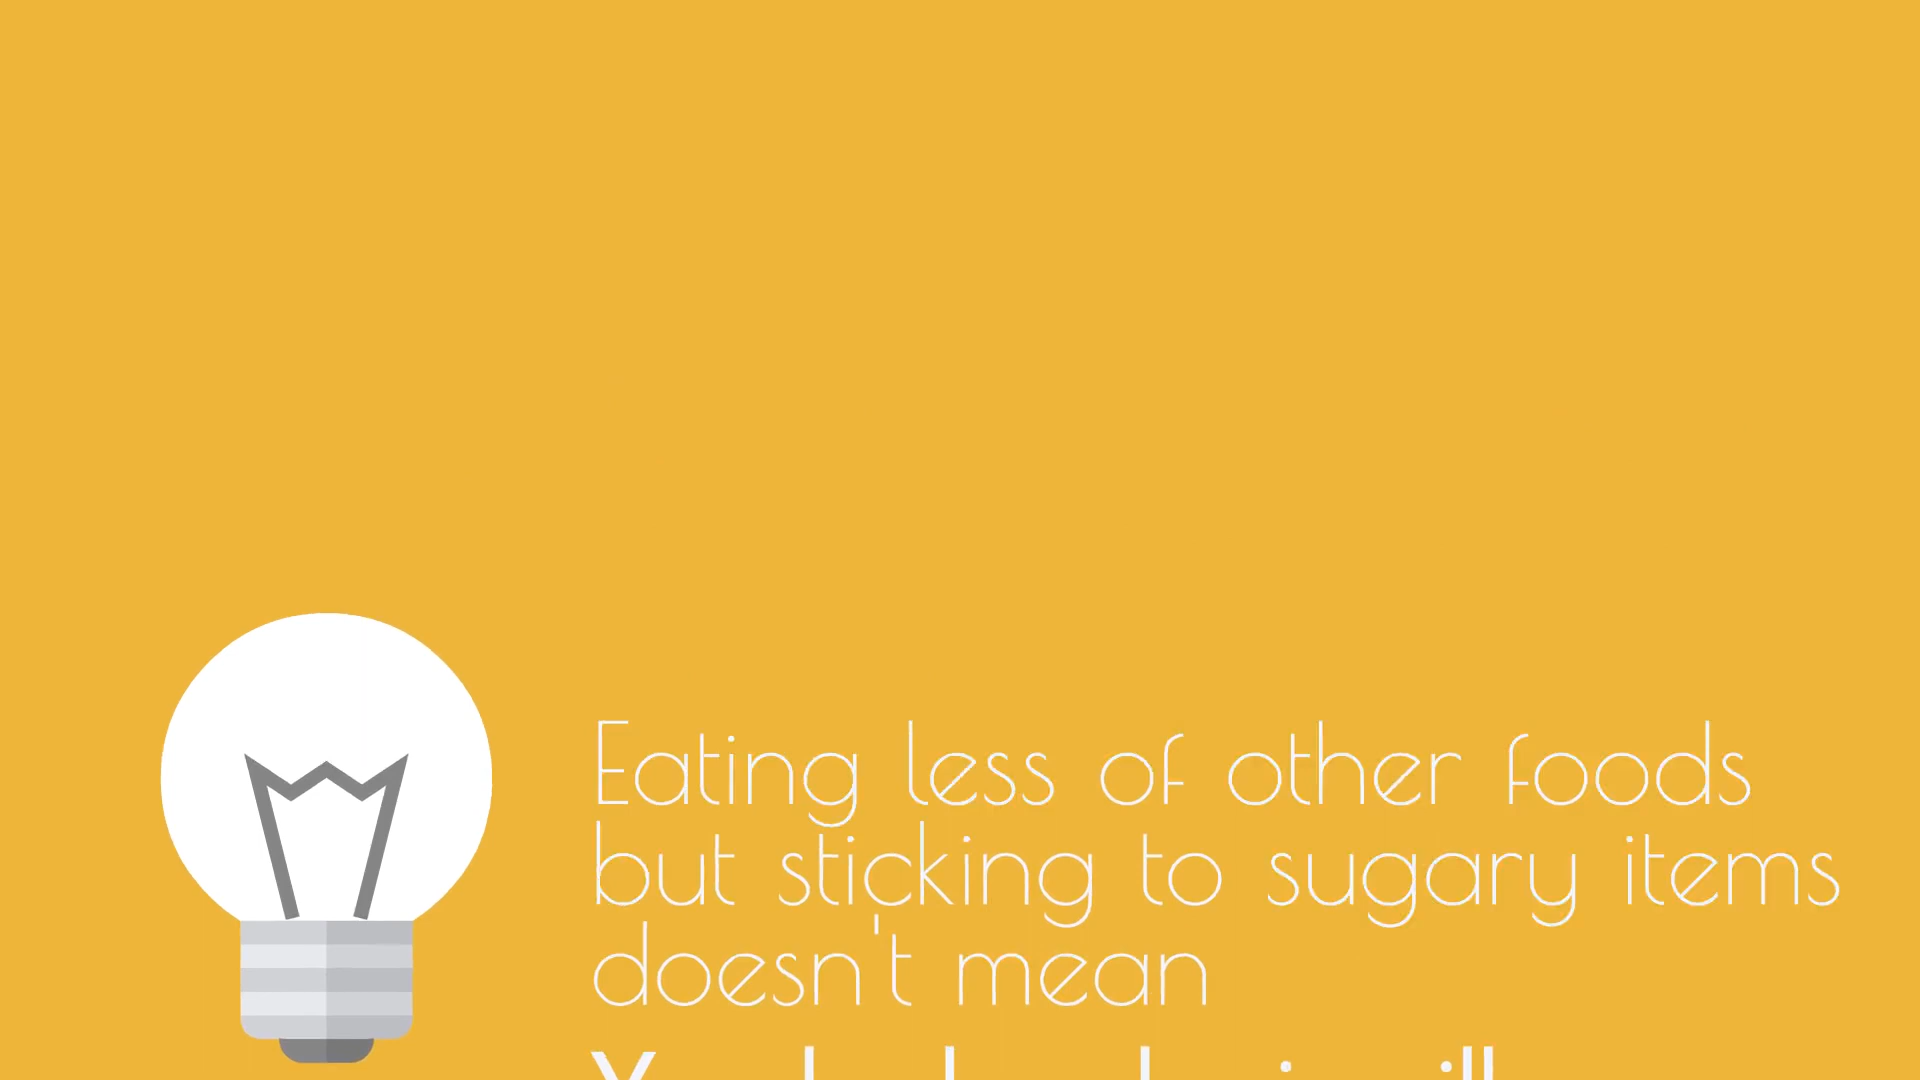 Eating less of other foods
but sticking to sugary items
doesn't mean